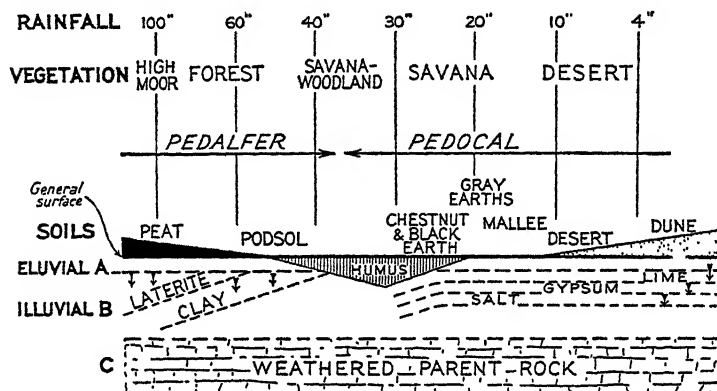 RAINFALL 100" 60" 40" 30" 20" 10" 4"
VEGETATION HIGH MOOR FOREST SAVANA-WOODLAND SAVANA DESERT
PEDALFER PEDOCAL
General surface
GRAY EARTHS
SOILS PEAT PODSOL CHESTNUT & BLACK EARTH MALLEE DESERT DUNE
ELUVIAL A HUMUS LIME
LATERITE GYPSUM
ILLUVIAL B CLAY SALT
C WEATHERED PARENT ROCK